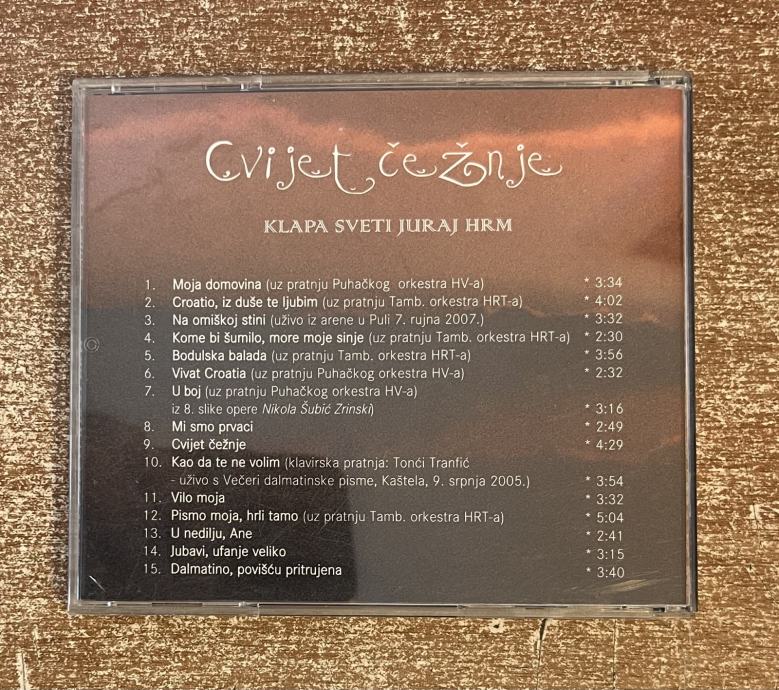 Cvijet čežnje
KLAPA SVETI JURAJ HRM
1. Moja domovina (uz pratnju Puhačkog orkestra HV-a) * 3:34
2. Croatio, iz duše te ljubim (uz pratnju Tamb. orkestra HRT-a) * 4:02
3. Na omiškoj stini (uživo iz arene u Puli 7. rujna 2007.) * 3:32
4. Kome bi šumilo, more moje sinje (uz pratnju Tamb. orkestra HRT-a) * 2:30
5. Bodulska balada (uz pratnju Tamb. orkestra HRT-a) * 3:56
6. Vivat Croatia (uz pratnju Puhačkog orkestra HV-a) * 2:32
7. U boj (uz pratnju Puhačkog orkestra HV-a)
iz 8. slike opere Nikola Šubić Zrinski) * 3:16
8. Mi smo prvaci * 2:49
9. Cvijet čežnje * 4:29
10. Kao da te ne volim (klavirska pratnja: Tonći Tranfić
- uživo s Večeri dalmatinske pisme, Kaštela, 9. srpnja 2005.) * 3:54
11. Vilo moja * 3:32
12. Pismo moja, hrli tamo (uz pratnju Tamb. orkestra HRT-a) * 5:04
13. U nedilju, Ane * 2:41
14. Jubavi, ufanje veliko * 3:15
15. Dalmatino, povišću pritrujena * 3:40